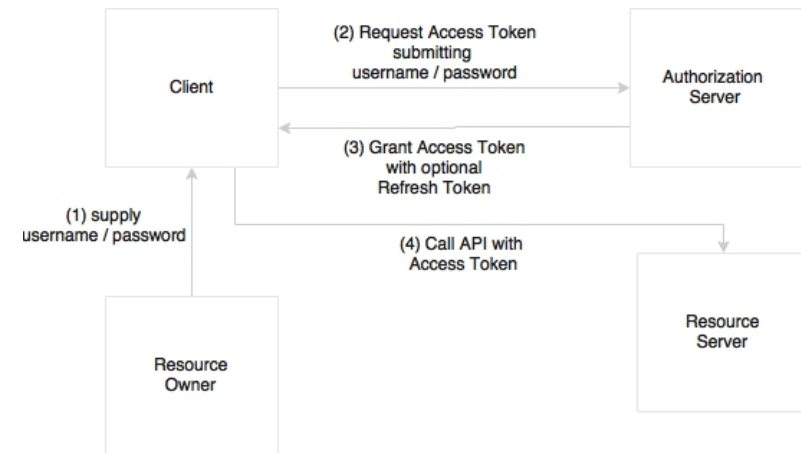 (2) Request Access Token
submitting
username / password
Client
Authorization
Server
(3) Grant Access Token
with optional
Refresh Token
(1) supply
username / password
(4) Call API with
Access Token
Resource
Server
Resource
Owner